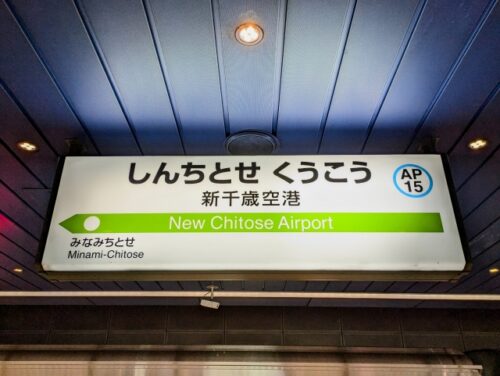 しんちとせ くうこう
AP
15
新千歳空港
New Chitose Airport
みなみちとせ
Minami-Chitose